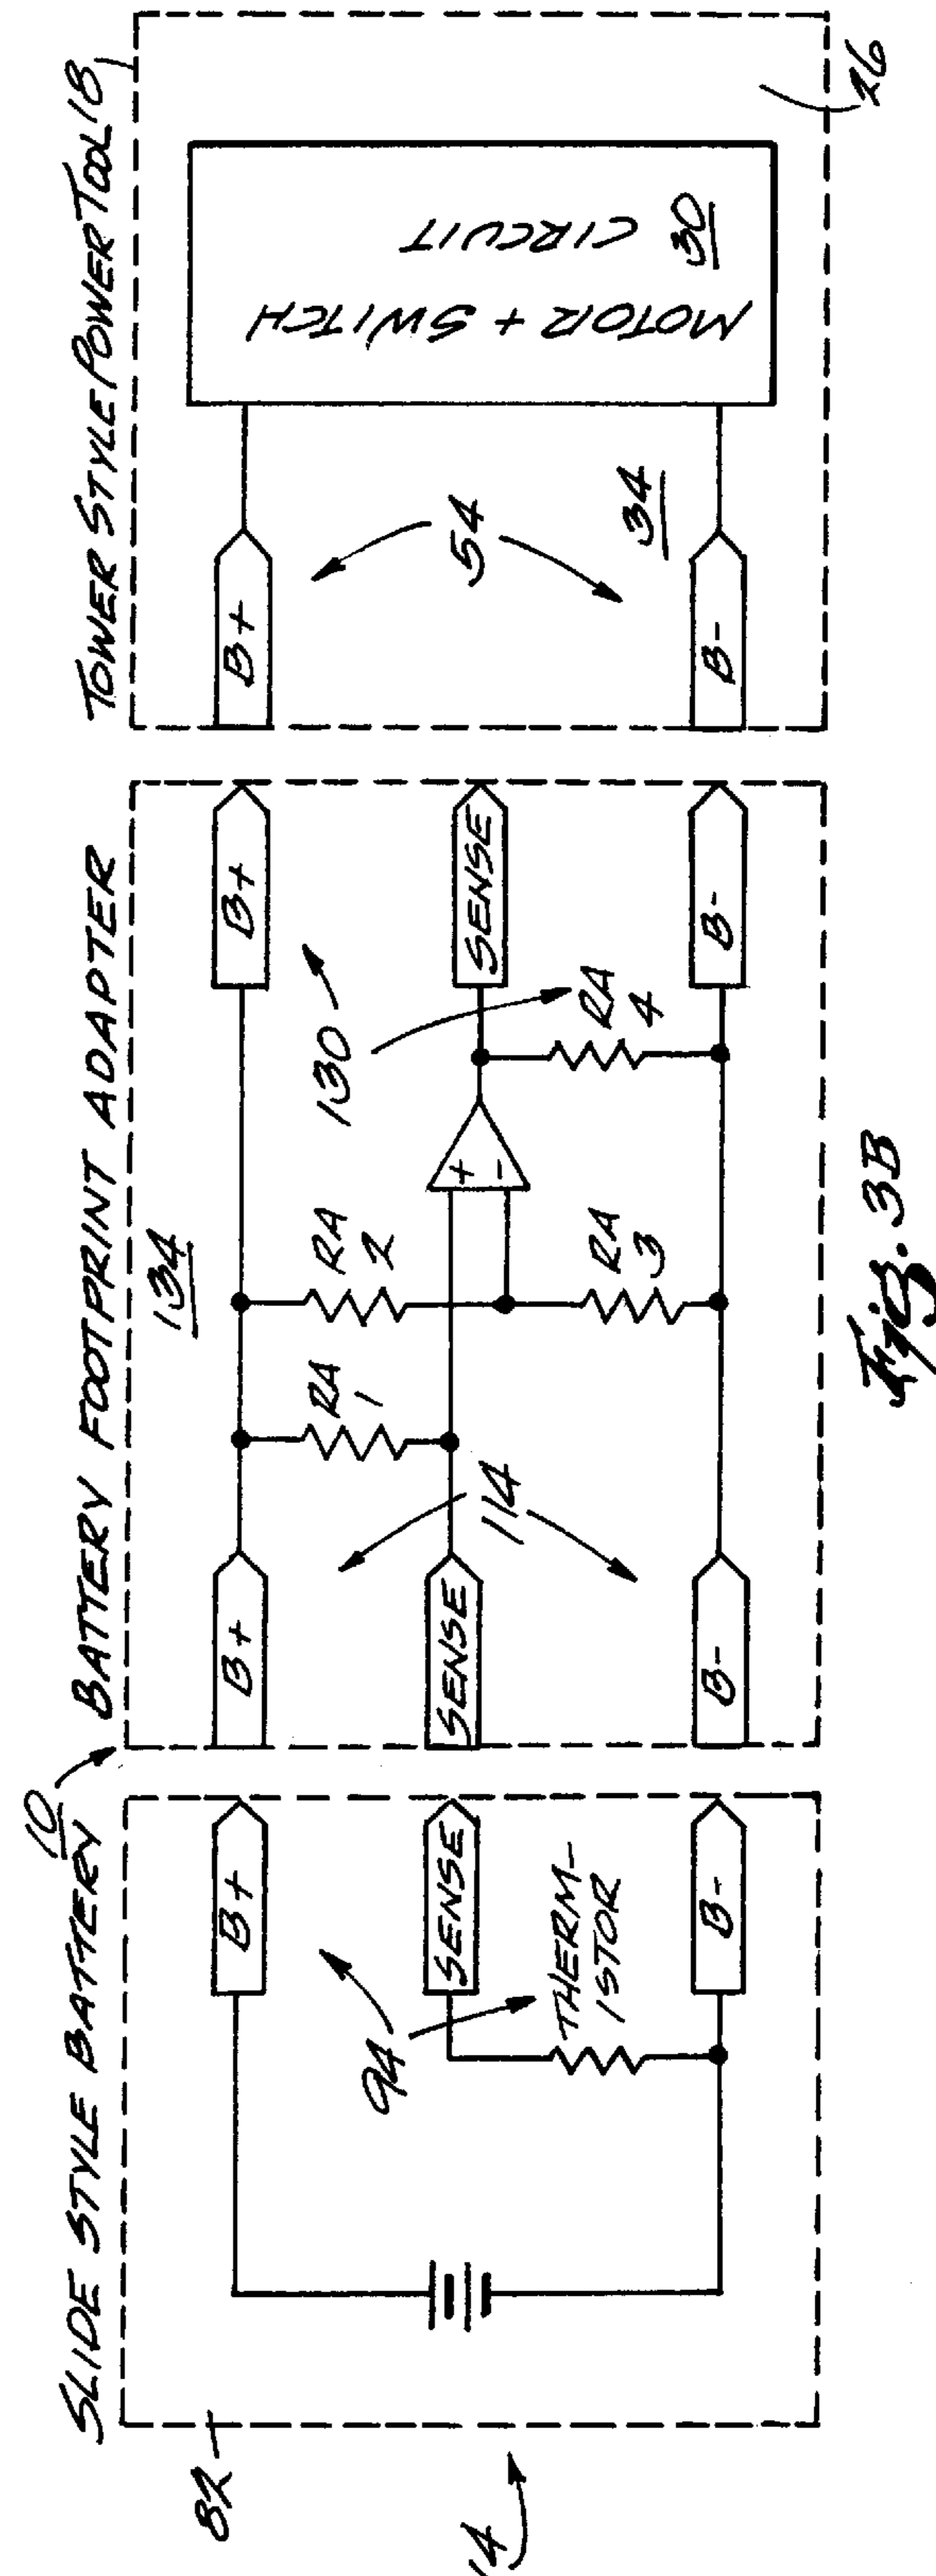 SLIDE STYLE BATTERY
10
BATTERY FOOTPRINT ADAPTER
TOWER STYLE POWER TOOL 18
82
14
B+
SENSE
B-
94
THERM-
ISTOR
134
B+
SENSE
B-
114
RA
1
RA
2
RA
3
RA
4
+
-
130
B+
SENSE
B-
B+
B-
54
34
MOTOR + SWITCH
CIRCUIT
30
26
Fig. 3B